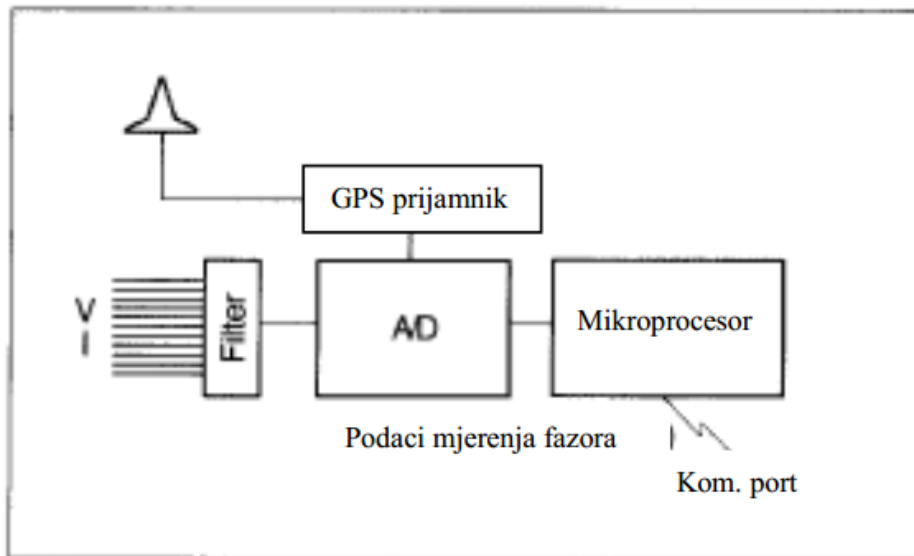 GPS prijamnik
V
I
Filter
A/D
Mikroprocesor
Podaci mjerenja fazora
Kom. port